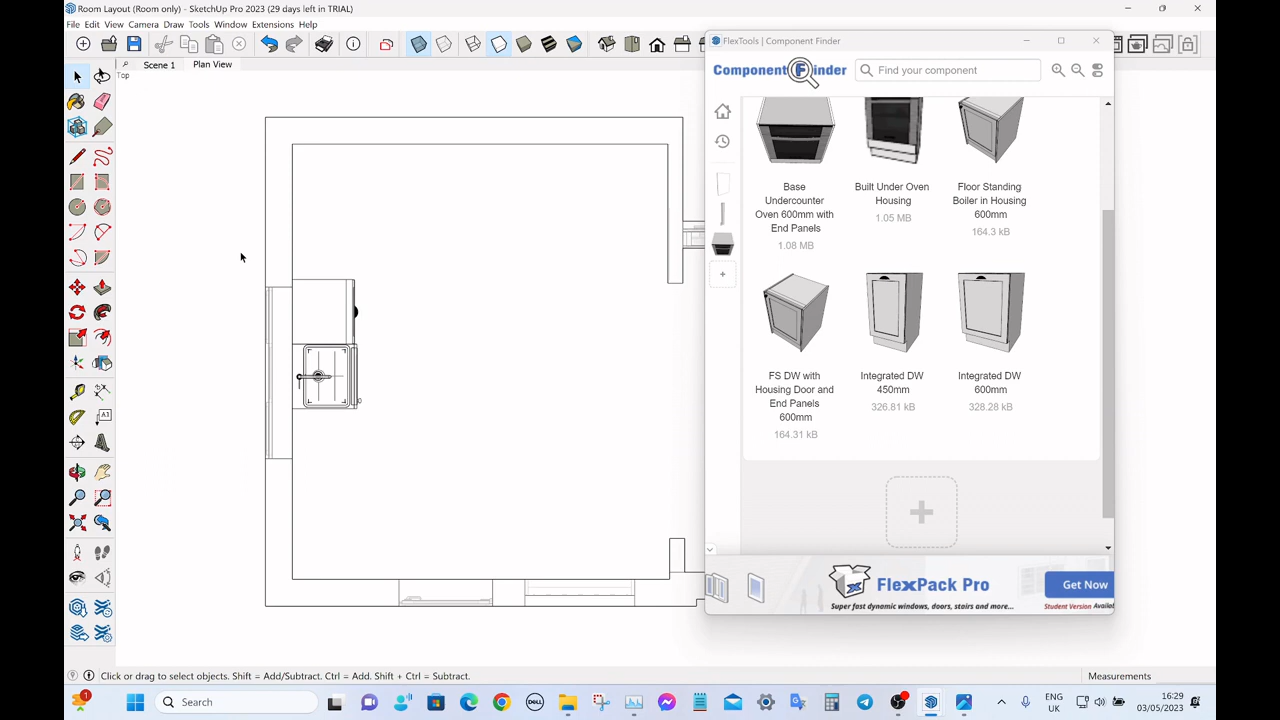 Room Layout (Room only) - SketchUp Pro 2023 (29 days left in TRIAL)
File Edit View Camera Draw Tools Window Extensions Help
Scene 1 Plan View
Top
A1
FlexTools | Component Finder
Component Finder
Find your component
Base Undercounter Oven 600mm with End Panels
1.08 MB
Built Under Oven Housing
1.05 MB
Floor Standing Boiler in Housing 600mm
164.3 kB
FS DW with Housing Door and End Panels 600mm
164.31 kB
Integrated DW 450mm
326.81 kB
Integrated DW 600mm
328.28 kB
FlexPack Pro
Super fast dynamic windows, doors, stairs and more...
Get Now
Student Version Availa
Click or drag to select objects. Shift = Add/Subtract. Ctrl = Add. Shift + Ctrl = Subtract.
Measurements
1
Search
DELL
ENG
UK
16:29
03/05/2023